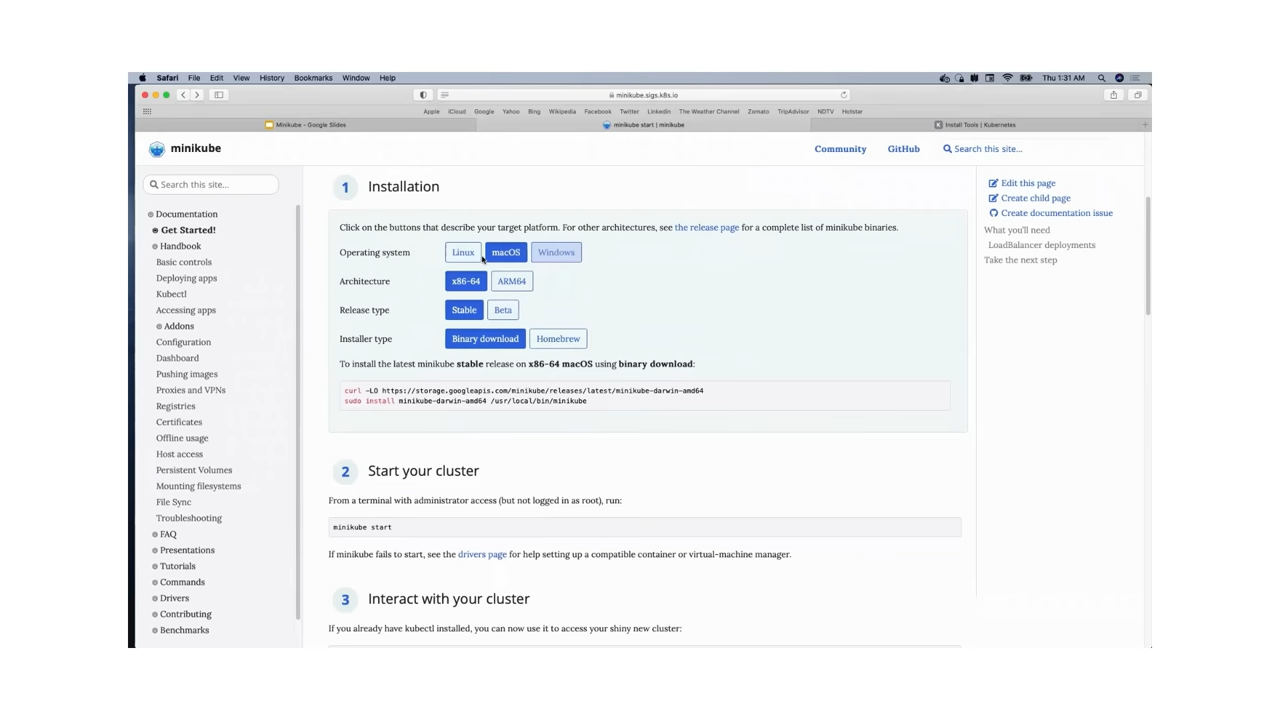 Safari File Edit View History Bookmarks Window Help
Thu 1:31 AM
minikube.sigs.k8s.io
Apple iCloud Google Yahoo Bing Wikipedia Facebook Twitter LinkedIn The Weather Channel Zomato TripAdvisor NDTV Hotstar
Minikube - Google Slides
minikube start | minikube
Install Tools | Kubernetes
minikube
Community
GitHub
Search this site...
Search this site...
Documentation
Get Started!
Handbook
Basic controls
Deploying apps
Kubectl
Accessing apps
Addons
Configuration
Dashboard
Pushing images
Proxies and VPNs
Registries
Certificates
Offline usage
Host access
Persistent Volumes
Mounting filesystems
File Sync
Troubleshooting
FAQ
Presentations
Tutorials
Commands
Drivers
Contributing
Benchmarks
1 Installation
Click on the buttons that describe your target platform. For other architectures, see the release page for a complete list of minikube binaries.
Operating system Linux macOS Windows
Architecture x86-64 ARM64
Release type Stable Beta
Installer type Binary download Homebrew
To install the latest minikube stable release on x86-64 macOS using binary download:
curl -LO https://storage.googleapis.com/minikube/releases/latest/minikube-darwin-amd64
sudo install minikube-darwin-amd64 /usr/local/bin/minikube
2 Start your cluster
From a terminal with administrator access (but not logged in as root), run:
minikube start
If minikube fails to start, see the drivers page for help setting up a compatible container or virtual-machine manager.
3 Interact with your cluster
If you already have kubectl installed, you can now use it to access your shiny new cluster:
Edit this page
Create child page
Create documentation issue
What you'll need
LoadBalancer deployments
Take the next step